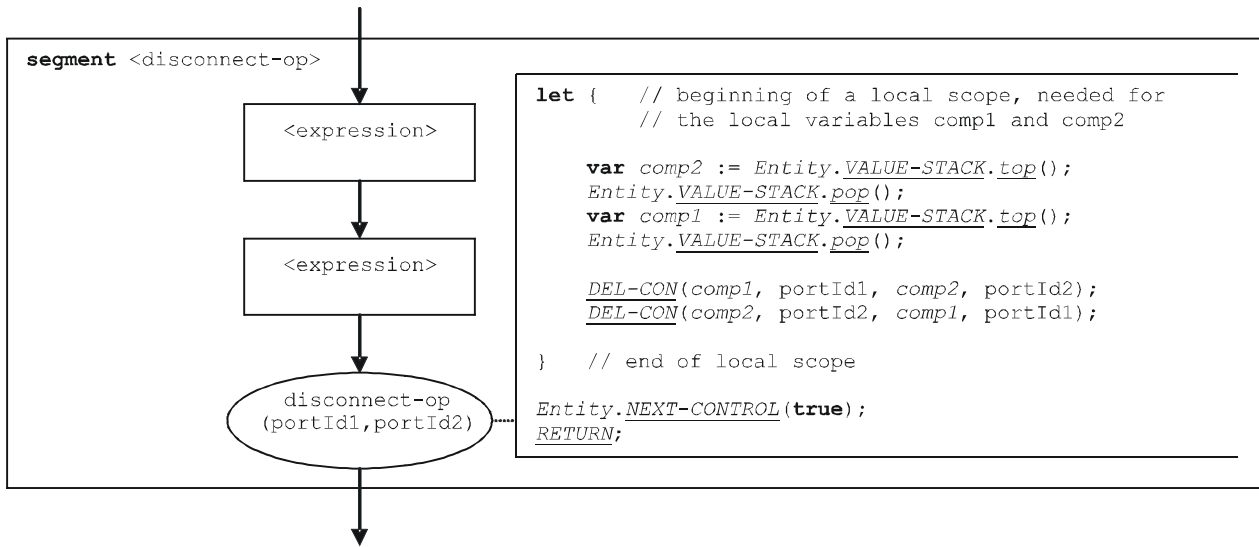 segment <disconnect-op>
<expression>
<expression>
disconnect-op
(portId1,portId2)
let {   // beginning of a local scope, needed for
// the local variables comp1 and comp2
var comp2 := Entity.VALUE-STACK.top();
Entity.VALUE-STACK.pop();
var comp1 := Entity.VALUE-STACK.top();
Entity.VALUE-STACK.pop();
DEL-CON(comp1, portId1, comp2, portId2);
DEL-CON(comp2, portId2, comp1, portId1);
}   // end of local scope
Entity.NEXT-CONTROL(true);
RETURN;